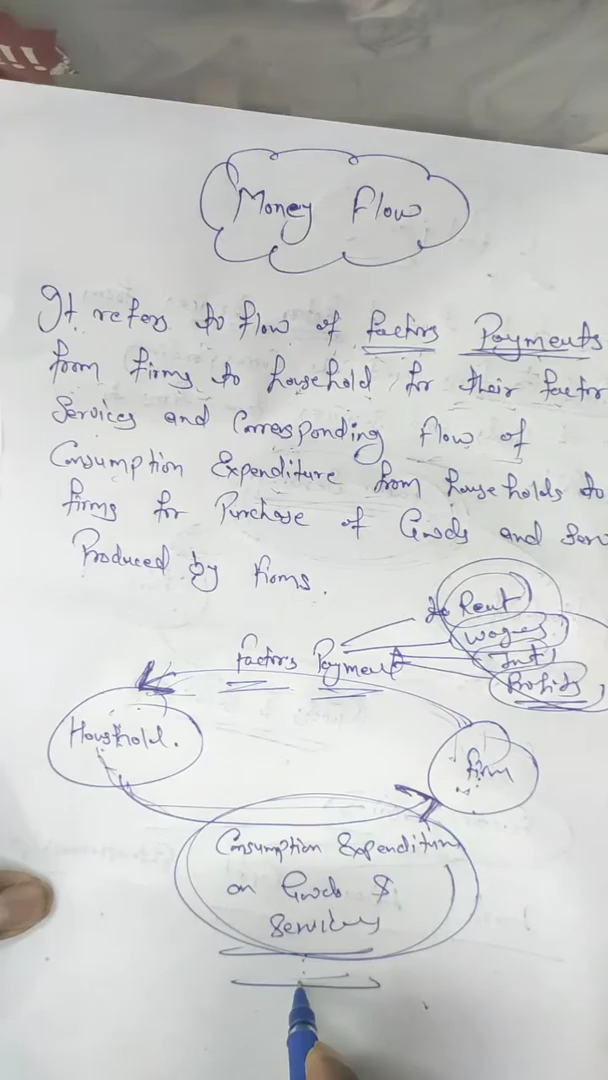 !!
Money Flow
It refers to flow of factors Payments
from firms to household for their factor
Services and Corresponding flow of
Consumption Expenditure from households to
firms for Purchase of Goods and Serv
Produced by firms.
Rent
Wages
Int
Profits
Factors Payment
Household.
firm
Consumption Expenditure
on Goods &
Services